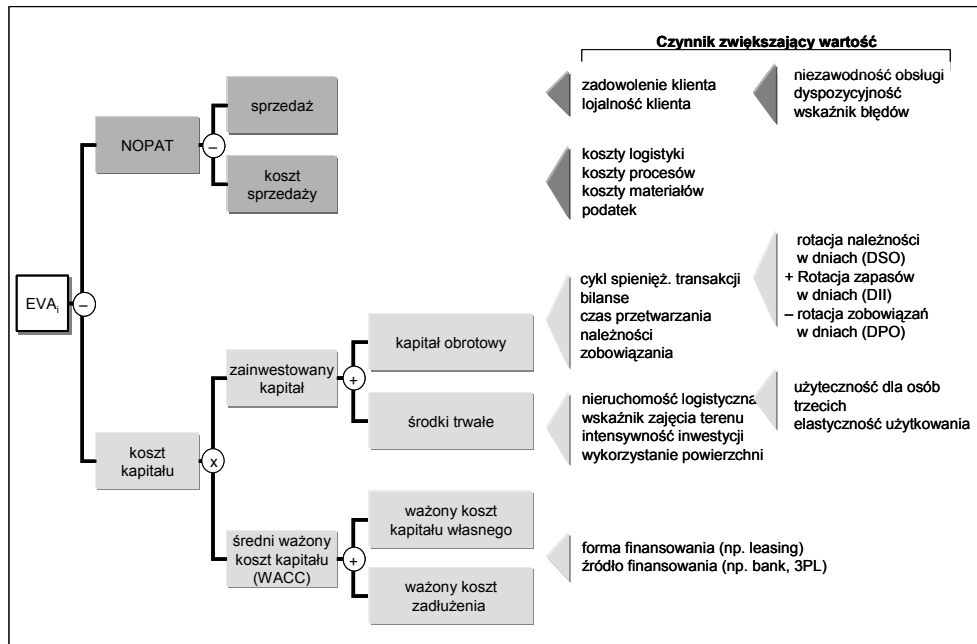 Czynnik zwiększający wartość
sprzedaż
zadowolenie klienta
lojalność klienta
niezawodność obsługi
dyspozycyjność
wskaźnik błędów
NOPAT
–
koszt
sprzedaży
koszty logistyki
koszty procesów
koszty materiałów
podatek
EVAi
–
rotacja należności
w dniach (DSO)
+ Rotacja zapasów
w dniach (DII)
– rotacja zobowiązań
w dniach (DPO)
cykl spienięż. transakcji
bilanse
czas przetwarzania
należności
zobowiązania
kapitał obrotowy
zainwestowany
kapitał
+
środki trwałe
nieruchomość logistyczna
wskaźnik zajęcia terenu
intensywność inwestycji
wykorzystanie powierzchni
użyteczność dla osób
trzecich
elastyczność użytkowania
koszt
kapitału
x
ważony koszt
kapitału własnego
średni ważony
koszt kapitału
(WACC)
+
ważony koszt
zadłużenia
forma finansowania (np. leasing)
źródło finansowania (np. bank, 3PL)